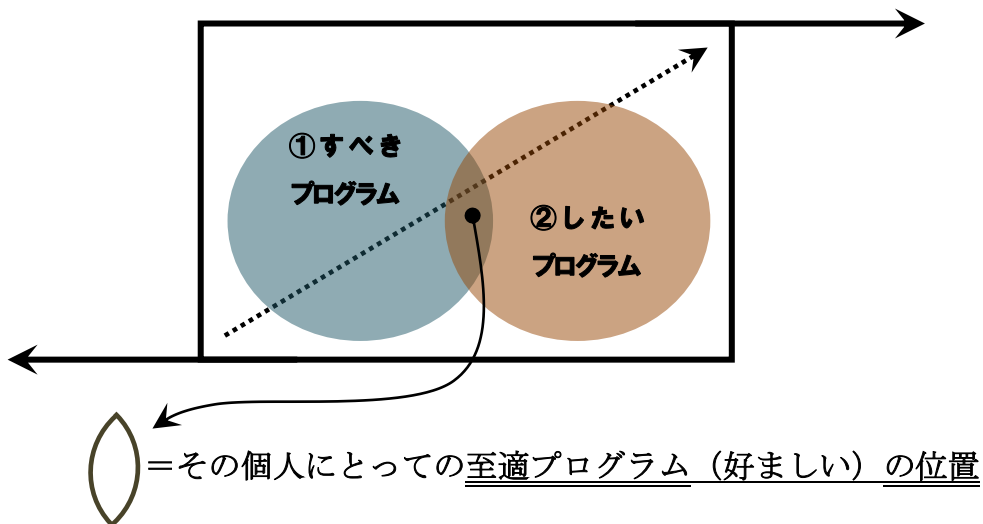 ①すべき
プログラム
②したい
プログラム
＝その個人にとっての至適プログラム（好ましい）の位置